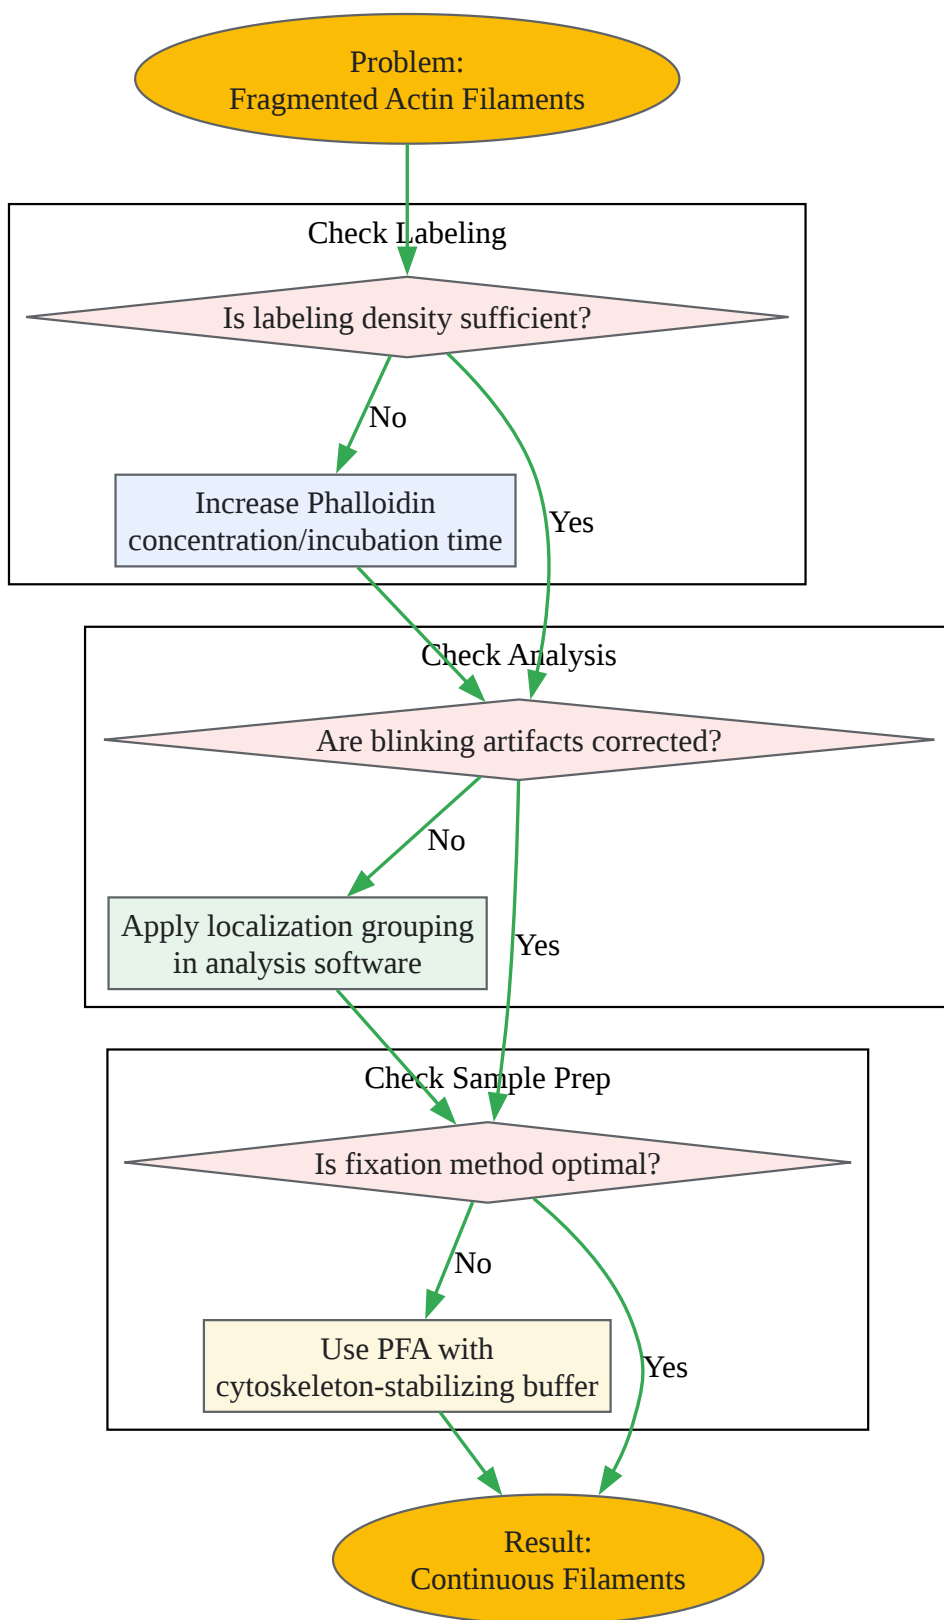 Problem:
Fragmented Actin Filaments
Check Labeling
Is labeling density sufficient?
No
Increase Phalloidin
concentration/incubation time
Yes
Check Analysis
Are blinking artifacts corrected?
No
Apply localization grouping
in analysis software
Yes
Check Sample Prep
Is fixation method optimal?
No
Use PFA with
cytoskeleton-stabilizing buffer
Yes
Result:
Continuous Filaments